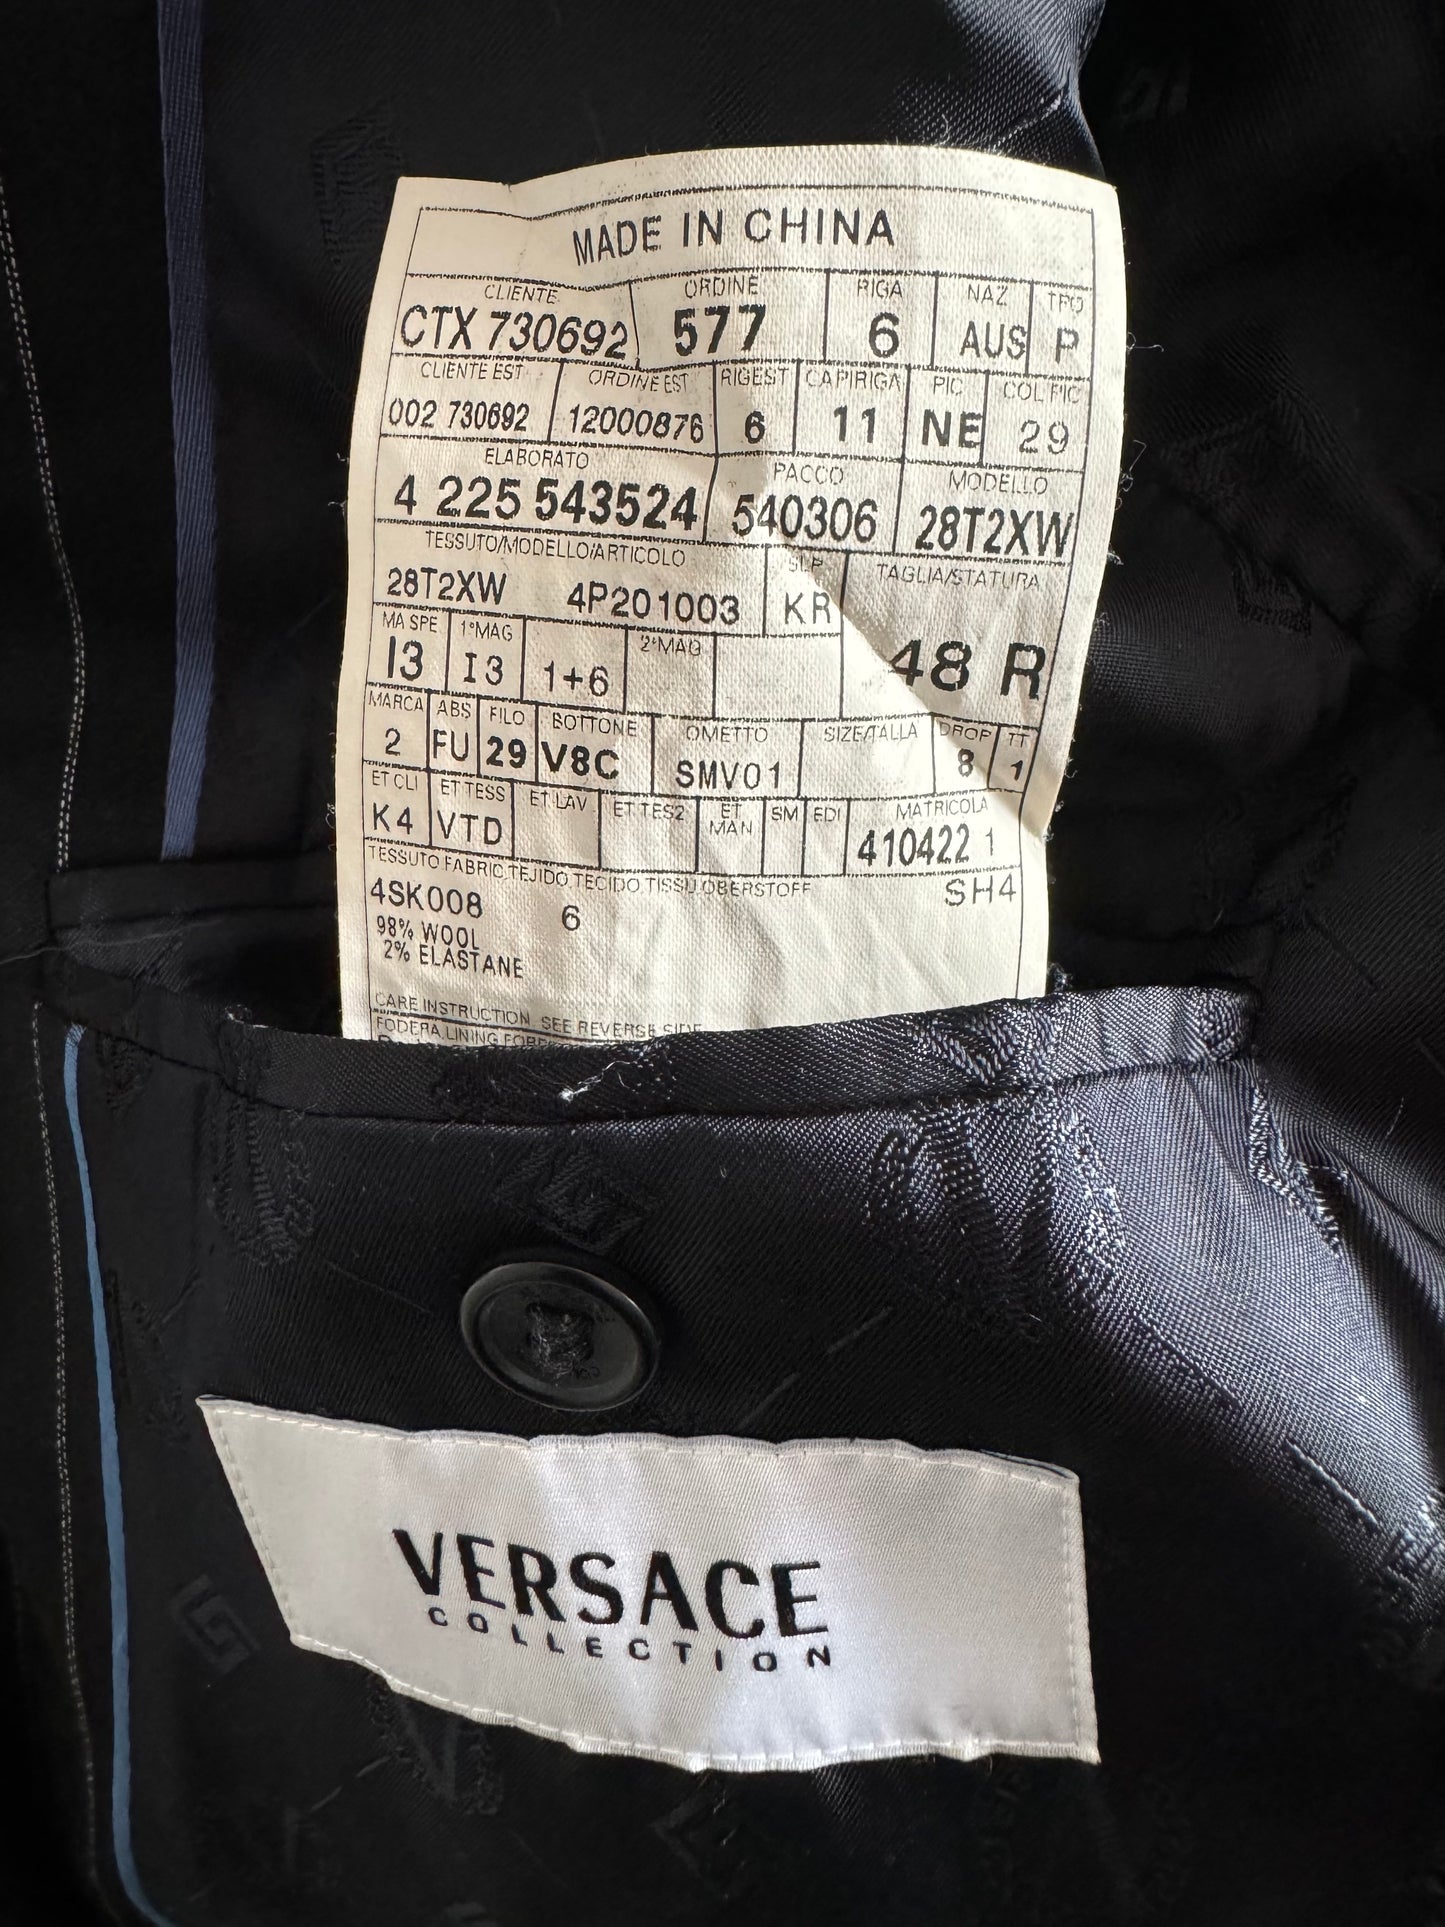 MADE IN CHINA
CLIENTE ORDINE RIGA NAZ TPO
CTX 730692 577 6 AUS P
CLIENTE EST ORDINE EST RIGEST CAPIRIGA PIC COL PIC
002 730692 12000876 6 11 NE 29
ELABORATO PACCO MODELLO
4 225 543524 540306 28T2XW
TESSUTO/MODELLO/ARTICOLO SLP TAGLIA/STATURA
28T2XW 4P201003 KR 48 R
MA SPE 1°MAG 2°MAG
I3 I3 1+6
MARCA ABS FILO BOTTONE OMETTO SIZE/TALLA DROP TT
2 FU 29 V8C SMV01 8 1
ET CLI ET TESS ET LAV ET TES2 ET MAN SM EDI MATRICOLA
K4 VTD 410422 1
TESSUTO FABRIC TEJIDO TECIDO TISSU OBERSTOFF SH4
4SK008 6
98% WOOL
2% ELASTANE
CARE INSTRUCTION SEE REVERSE SIDE
FODERA LINING
VERSACE
COLLECTION